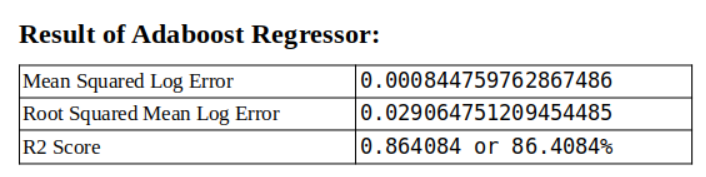 Result of Adaboost Regressor:
Mean Squared Log Error 0.000844759762867486
Root Squared Mean Log Error 0.029064751209454485
R2 Score 0.864084 or 86.4084%